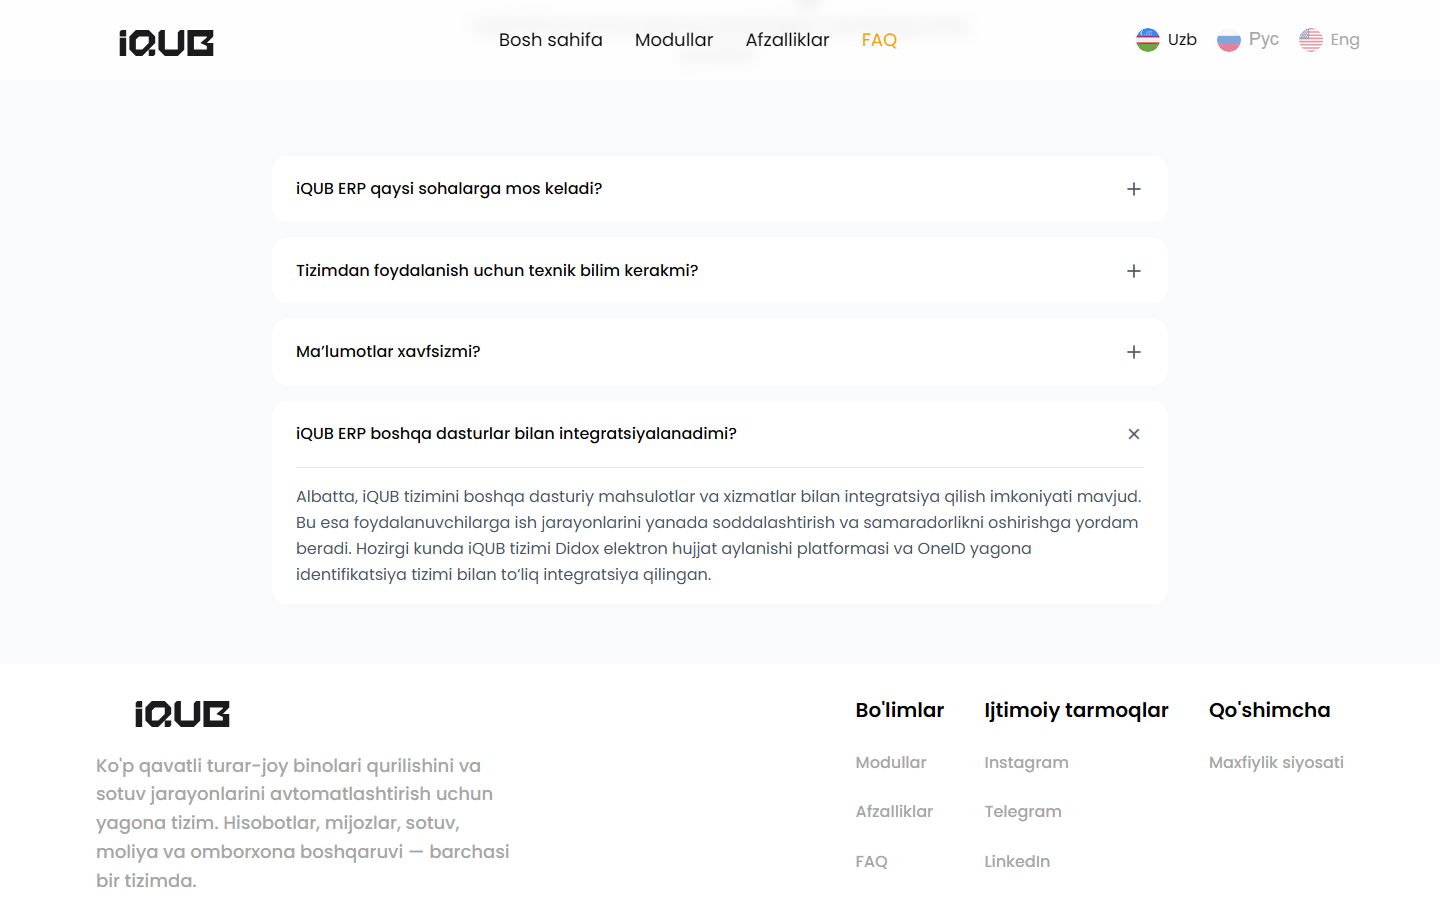 iQUB
Bosh sahifa Modullar Afzalliklar FAQ
Uzb Рус Eng
iQUB ERP qaysi sohalarga mos keladi?
Tizimdan foydalanish uchun texnik bilim kerakmi?
Ma’lumotlar xavfsizmi?
iQUB ERP boshqa dasturlar bilan integratsiyalanadimi?
Albatta, iQUB tizimini boshqa dasturiy mahsulotlar va xizmatlar bilan integratsiya qilish imkoniyati mavjud.
Bu esa foydalanuvchilarga ish jarayonlarini yanada soddalashtirish va samaradorlikni oshirishga yordam
beradi. Hozirgi kunda iQUB tizimi Didox elektron hujjat aylanishi platformasi va OneID yagona
identifikatsiya tizimi bilan to‘liq integratsiya qilingan.
iQUB
Ko'p qavatli turar-joy binolari qurilishini va
sotuv jarayonlarini avtomatlashtirish uchun
yagona tizim. Hisobotlar, mijozlar, sotuv,
moliya va omborxona boshqaruvi — barchasi
bir tizimda.
Bo'limlar
Modullar
Afzalliklar
FAQ
Ijtimoiy tarmoqlar
Instagram
Telegram
LinkedIn
Qo'shimcha
Maxfiylik siyosati